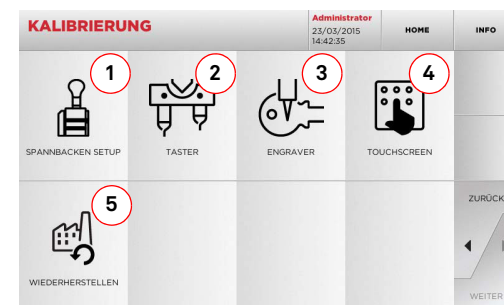 KALIBRIERUNG
Administrator
23/03/2015
14:42:35
HOME
INFO
1
2
3
4
SPANNBACKEN SETUP
TASTER
ENGRAVER
TOUCHSCREEN
5
ZURÜCK
WIEDERHERSTELLEN
WEITER